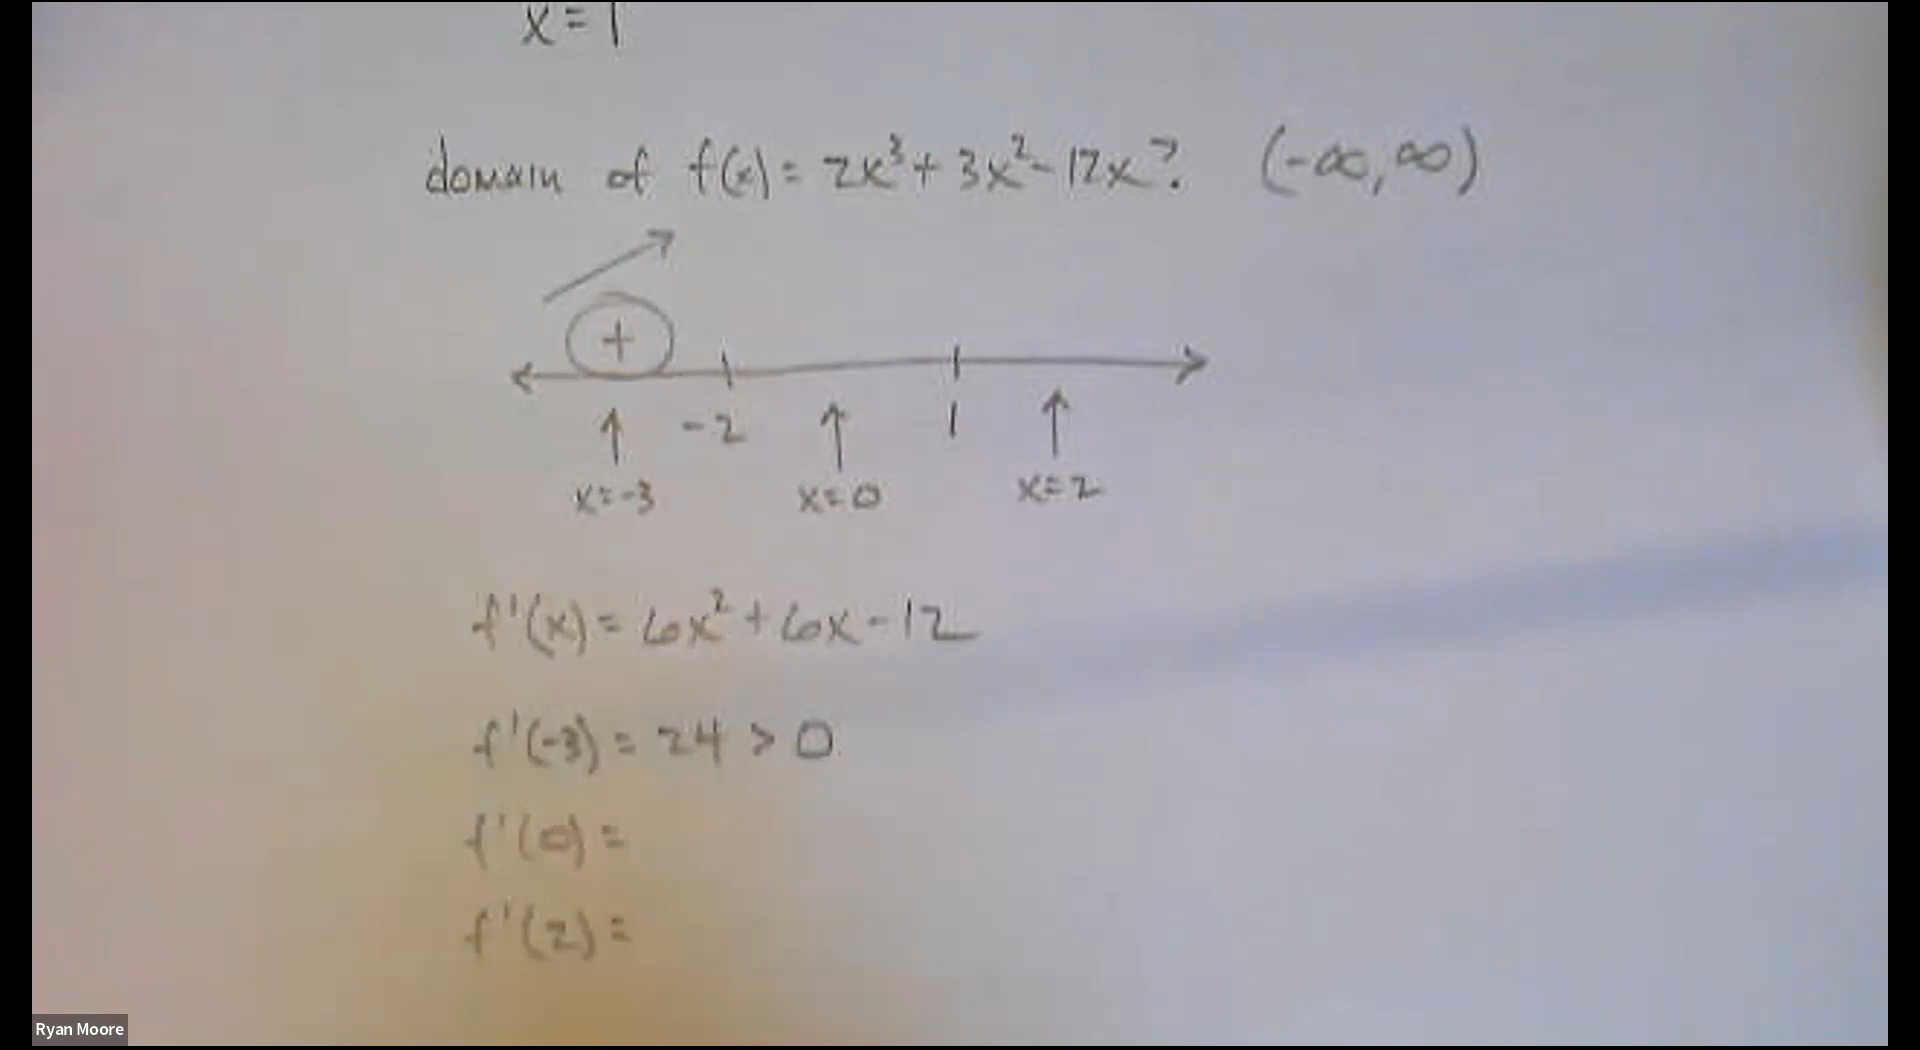 x = 1
domain of f(x) = 2x³ + 3x² - 12x? (-∞, ∞)
+
-2 1
x=-3 x=0 x=2
f'(x) = 6x² + 6x - 12
f'(-3) = 24 > 0
f'(0) =
f'(2) =
Ryan Moore